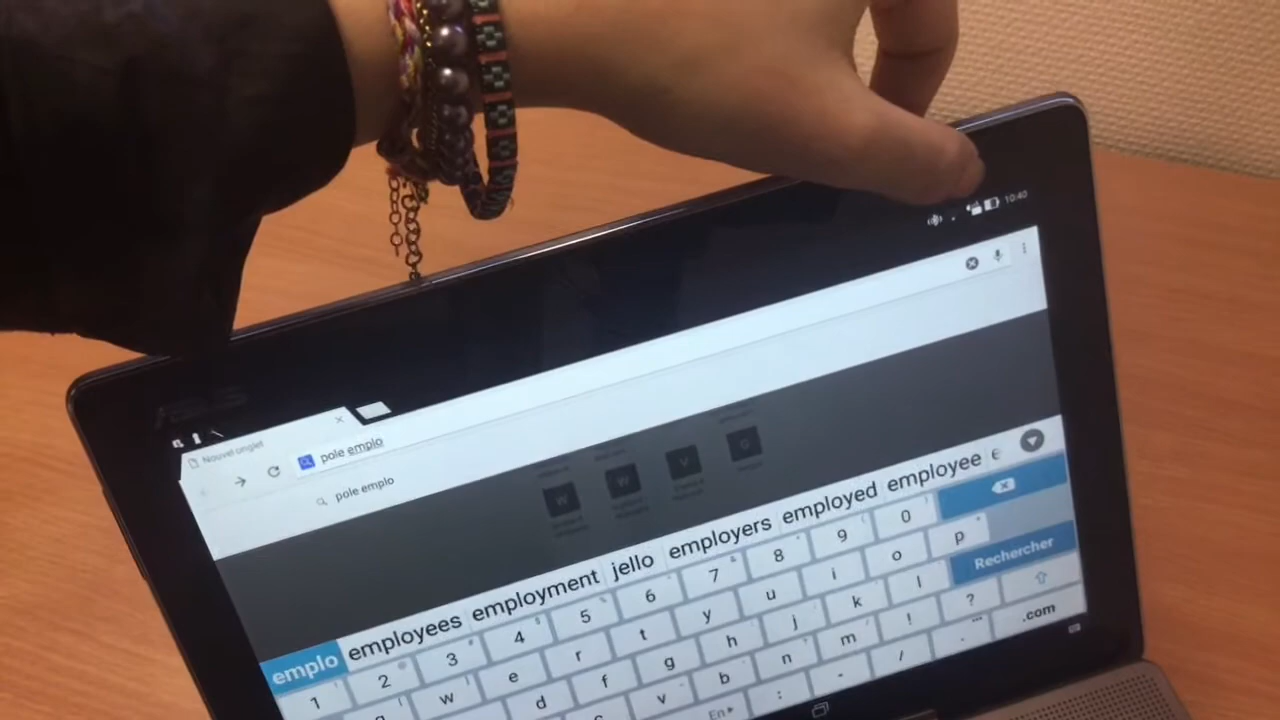 10:40
Nouvel onglet
pole emplo
pole emplo
W W V G
emplo employees employment jello employers employed employee e
1 2 3 4 5 6 7 8 9 0
q w e r t y u i o p
d f g h j k l Rechercher
c v b n m ! ?
En : - / . .com